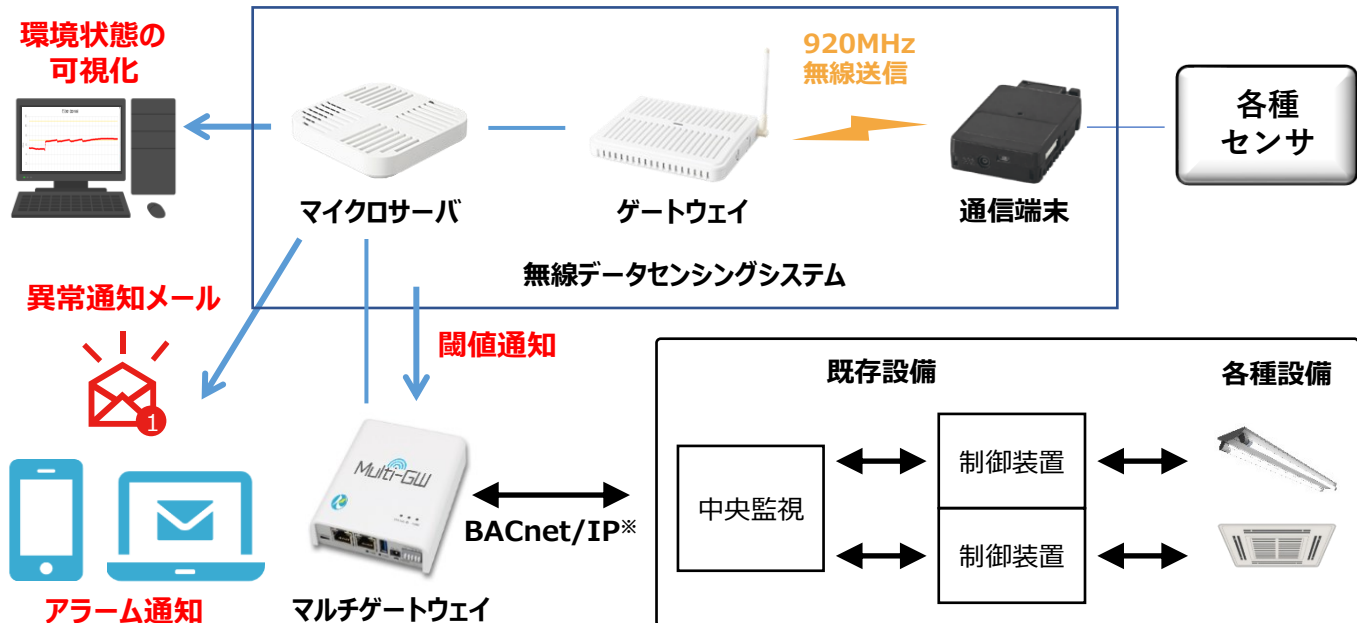 環境状態の
可視化
920MHz
無線送信
各種
センサ
マイクロサーバ
ゲートウェイ
通信端末
無線データセンシングシステム
異常通知メール
1
閾値通知
既存設備
各種設備
Multi-GW
中央監視
制御装置
制御装置
BACnet/IP※
アラーム通知
マルチゲートウェイ